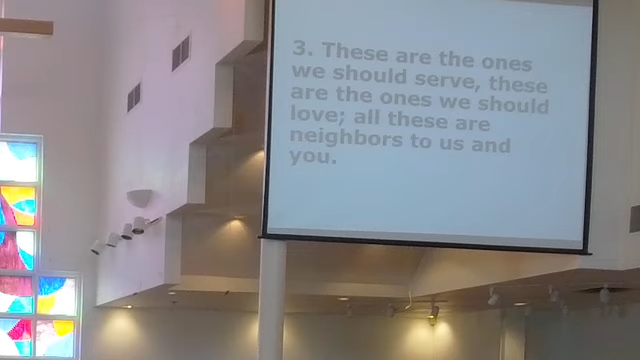 3. These are the ones
we should serve, these
are the ones we should
love; all these are
neighbors to us and
you.